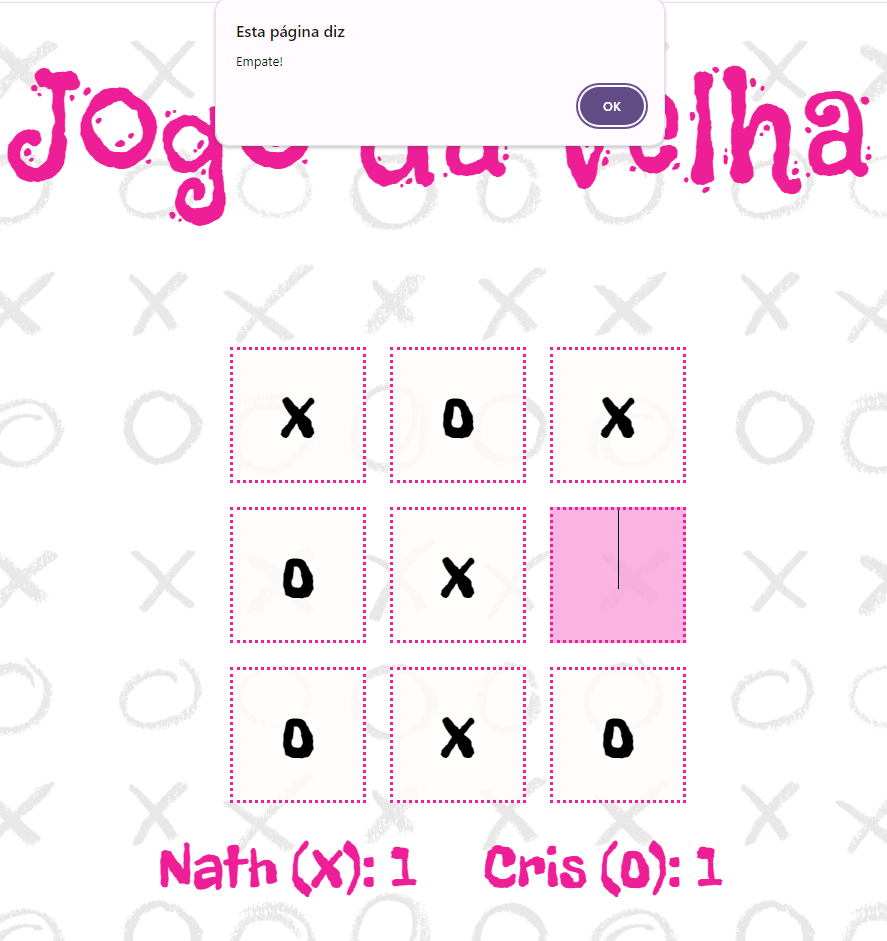 Esta página diz
Empate!
OK
Jogo da Velha
X O X
O X
O X O
Nath (X): 1 Cris (O): 1